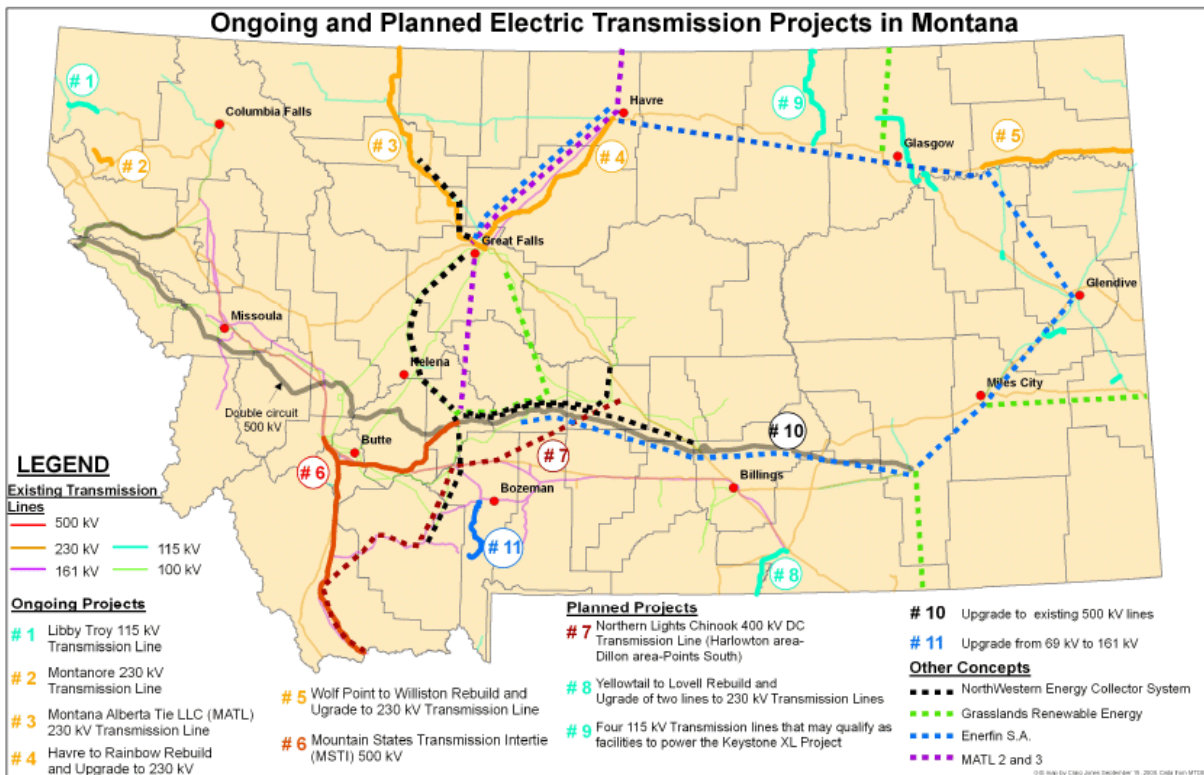 Ongoing and Planned Electric Transmission Projects in Montana
# 1
Columbia Falls
# 2
# 3
Havre
# 4
# 9
Glasgow
# 5
Great Falls
Glendive
Missoula
Helena
Miles City
Double circuit
500 kV
Butte
# 6
# 7
# 10
Bozeman
Billings
# 11
# 8
LEGEND
Existing Transmission
Lines
500 kV
230 kV
115 kV
161 kV
100 kV
Ongoing Projects
# 1 Libby Troy 115 kV
Transmission Line
# 2 Montanore 230 kV
Transmission Line
# 3 Montana Alberta Tie LLC (MATL)
230 kV Transmission Line
# 4 Havre to Rainbow Rebuild
and Upgrade to 230 kV
# 5 Wolf Point to Williston Rebuild and
Ugrade to 230 kV Transmission Line
# 6 Mountain States Transmission Intertie
(MSTI) 500 kV
Planned Projects
# 7 Northern Lights Chinook 400 kV DC
Transmission Line (Harlowton area-
Dillon area-Points South)
# 8 Yellowtail to Lovell Rebuild and
Ugrade of two lines to 230 kV Transmission Lines
# 9 Four 115 kV Transmission lines that may qualify as
facilities to power the Keystone XL Project
# 10 Upgrade to existing 500 kV lines
# 11 Upgrade from 69 kV to 161 kV
Other Concepts
NorthWestern Energy Collector System
Grasslands Renewable Energy
Enerfin S.A.
MATL 2 and 3